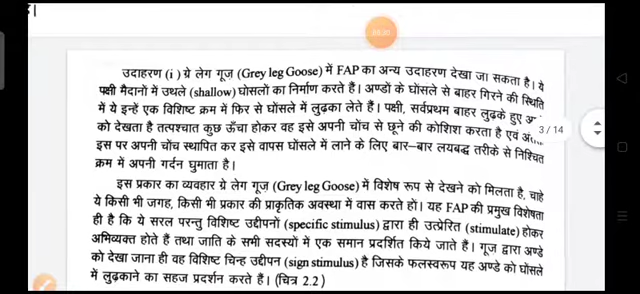 है।
उदाहरण (i) ग्रे लेग गूज (Grey leg Goose) में FAP का अन्य उदाहरण देखा जा सकता है। ये
पक्षी मैदानों में उथले (shallow) घोंसलों का निर्माण करते हैं। अण्डों के घोंसले से बाहर गिरने की स्थिति
में ये इन्हें एक विशिष्ट क्रम में फिर से घोंसले में लुढ़का लेते हैं। पक्षी, सर्वप्रथम बाहर लुढ़के हुए
को देखता है तत्पश्चात कुछ ऊँचा होकर वह इसे अपनी चोंच से छूने की कोशिश करता है एवं
इस पर अपनी चोंच स्थापित कर इसे वापस घोंसले में लाने के लिए बार–बार लयबद्ध तरीके से निश्चित
क्रम में अपनी गर्दन घुमाता है।
इस प्रकार का व्यवहार ग्रे लेग गूज (Grey leg Goose) में विशेष रूप से देखने को मिलता है, चाहे
ये किसी भी जगह, किसी भी प्रकार की प्राकृतिक अवस्था में वास करते हो। यह FAP की प्रमुख विशेषता
ही है कि ये सरल परन्तु विशिष्ट उद्दीपनों (specific stimulus) द्वारा ही उत्प्रेरित (stimulate) होकर
अभिव्यक्त होते हैं तथा जाति के सभी सदस्यों में एक समान प्रदर्शित किये जाते हैं। गूज द्वारा अण्डे
को देखा जाना ही वह विशिष्ट चिन्ह उद्दीपन (sign stimulus) है जिसके फलस्वरूप यह अण्डे को घोंसले
में लुढ़काने का सहज प्रदर्शन करते हैं। (चित्र 2.2)
3 / 14